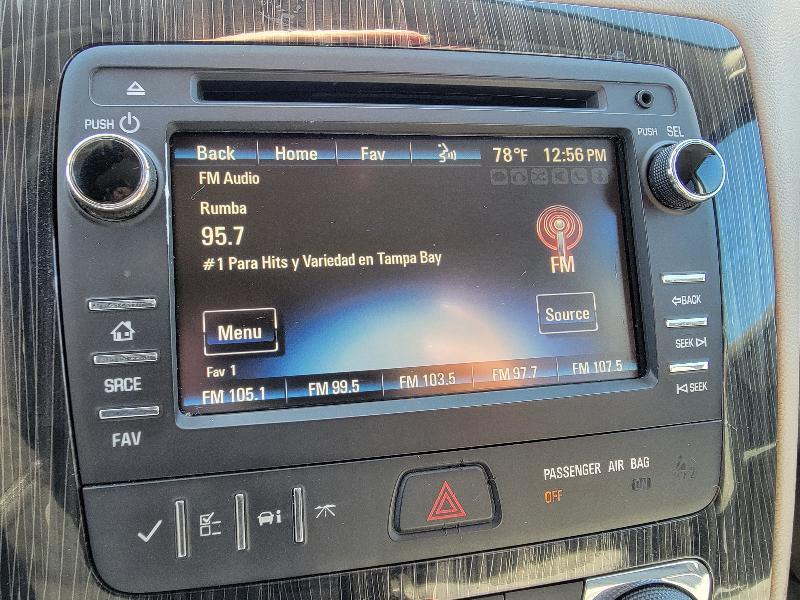 PUSH
PUSH SEL
Back Home Fav 78°F 12:56 PM
FM Audio
Rumba
95.7
#1 Para Hits y Variedad en Tampa Bay
FM
Menu
Source
Fav 1
FM 105.1 FM 99.5 FM 103.5 FM 97.7 FM 107.5
BACK
SEEK
SEEK
SRCE
FAV
PASSENGER AIR BAG
OFF ON